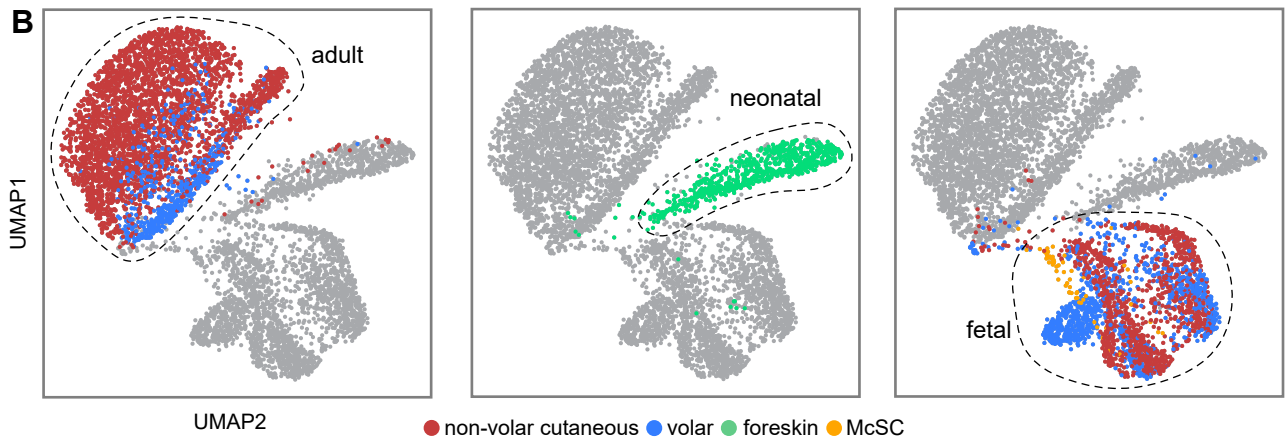 B
adult
neonatal
fetal
UMAP1
UMAP2
non-volar cutaneous volar foreskin McSC